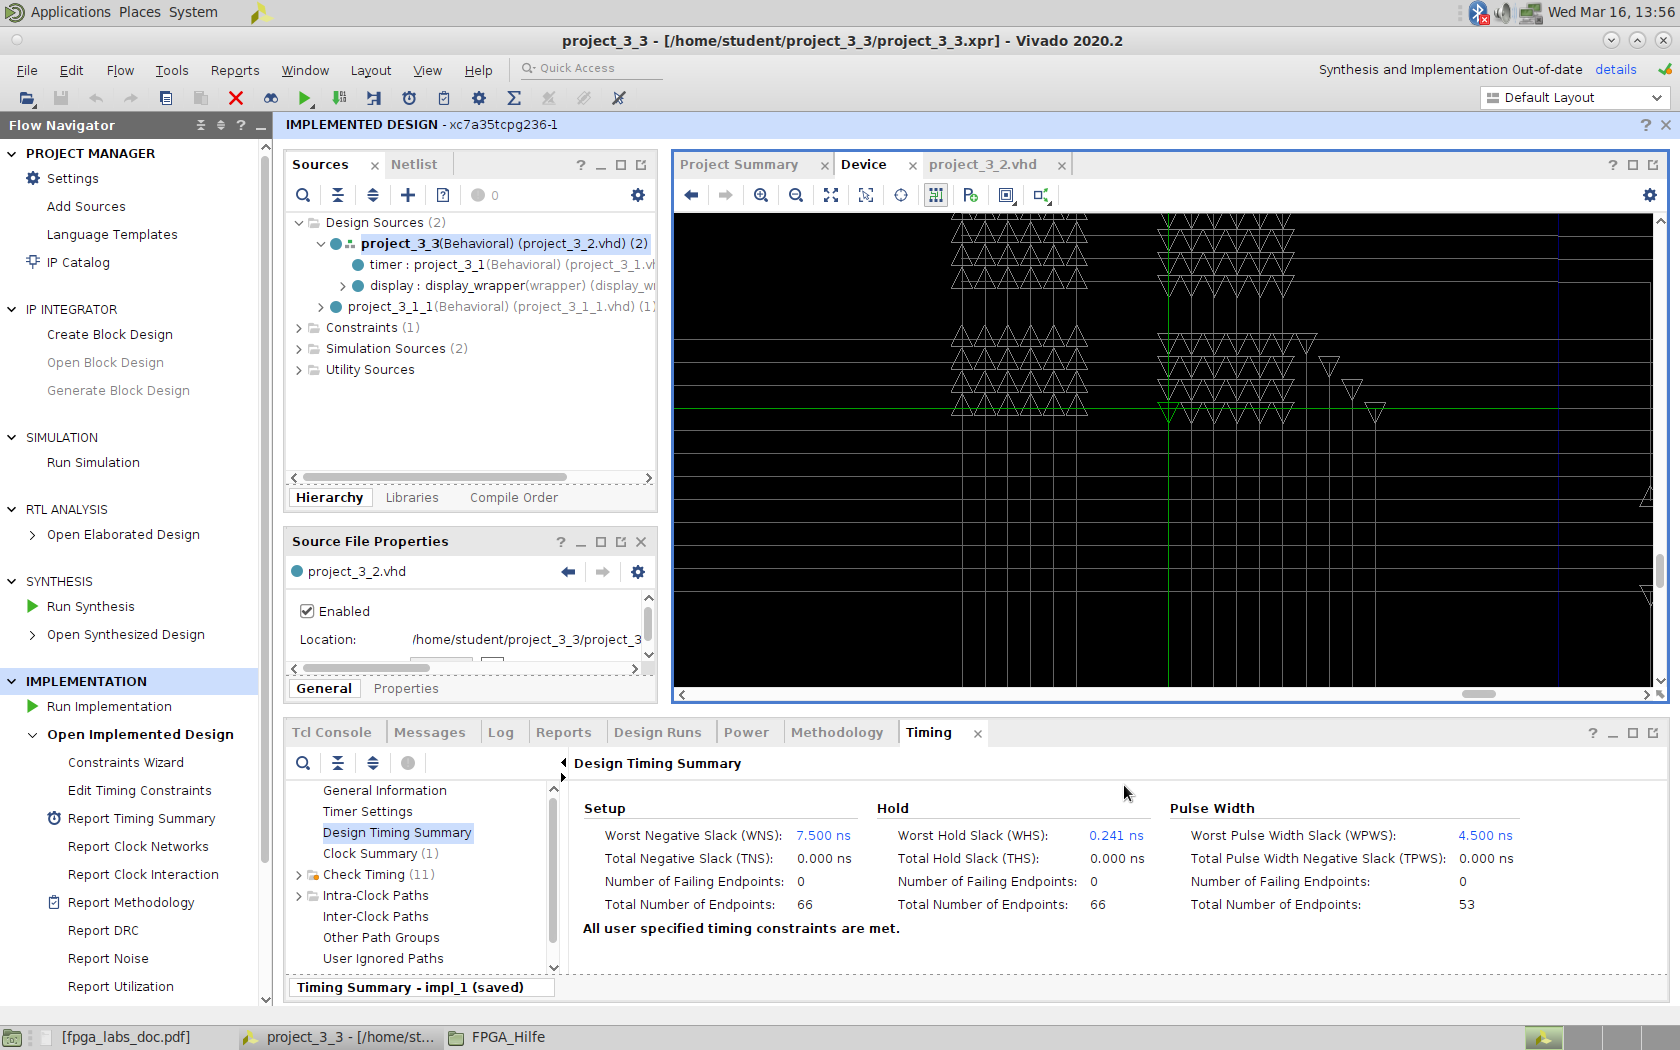 Applications Places System
Wed Mar 16, 13:56
project_3_3 - [/home/student/project_3_3/project_3_3.xpr] - Vivado 2020.2
File Edit Flow Tools Reports Window Layout View Help
Quick Access
Synthesis and Implementation Out-of-date details
Default Layout
Flow Navigator
PROJECT MANAGER
Settings
Add Sources
Language Templates
IP Catalog
IP INTEGRATOR
Create Block Design
Open Block Design
Generate Block Design
SIMULATION
Run Simulation
RTL ANALYSIS
Open Elaborated Design
SYNTHESIS
Run Synthesis
Open Synthesized Design
IMPLEMENTATION
Run Implementation
Open Implemented Design
Constraints Wizard
Edit Timing Constraints
Report Timing Summary
Report Clock Networks
Report Clock Interaction
Report Methodology
Report DRC
Report Noise
Report Utilization
IMPLEMENTED DESIGN - xc7a35tcpg236-1
Sources Netlist
0
Design Sources (2)
project_3_3(Behavioral) (project_3_2.vhd) (2)
timer : project_3_1(Behavioral) (project_3_1.vh
display : display_wrapper(wrapper) (display_w
project_3_1_1(Behavioral) (project_3_1_1.vhd) (1)
Constraints (1)
Simulation Sources (2)
Utility Sources
Hierarchy Libraries Compile Order
Source File Properties
project_3_2.vhd
Enabled
Location: /home/student/project_3_3/project_3
General Properties
Project Summary Device project_3_2.vhd
Tcl Console Messages Log Reports Design Runs Power Methodology Timing
General Information
Timer Settings
Design Timing Summary
Clock Summary (1)
Check Timing (11)
Intra-Clock Paths
Inter-Clock Paths
Other Path Groups
User Ignored Paths
Timing Summary - impl_1 (saved)
Design Timing Summary
Setup Hold Pulse Width
Worst Negative Slack (WNS): 7.500 ns Worst Hold Slack (WHS): 0.241 ns Worst Pulse Width Slack (WPWS): 4.500 ns
Total Negative Slack (TNS): 0.000 ns Total Hold Slack (THS): 0.000 ns Total Pulse Width Negative Slack (TPWS): 0.000 ns
Number of Failing Endpoints: 0 Number of Failing Endpoints: 0 Number of Failing Endpoints: 0
Total Number of Endpoints: 66 Total Number of Endpoints: 66 Total Number of Endpoints: 53
All user specified timing constraints are met.
[fpga_labs_doc.pdf] project_3_3 - [/home/st... FPGA_Hilfe